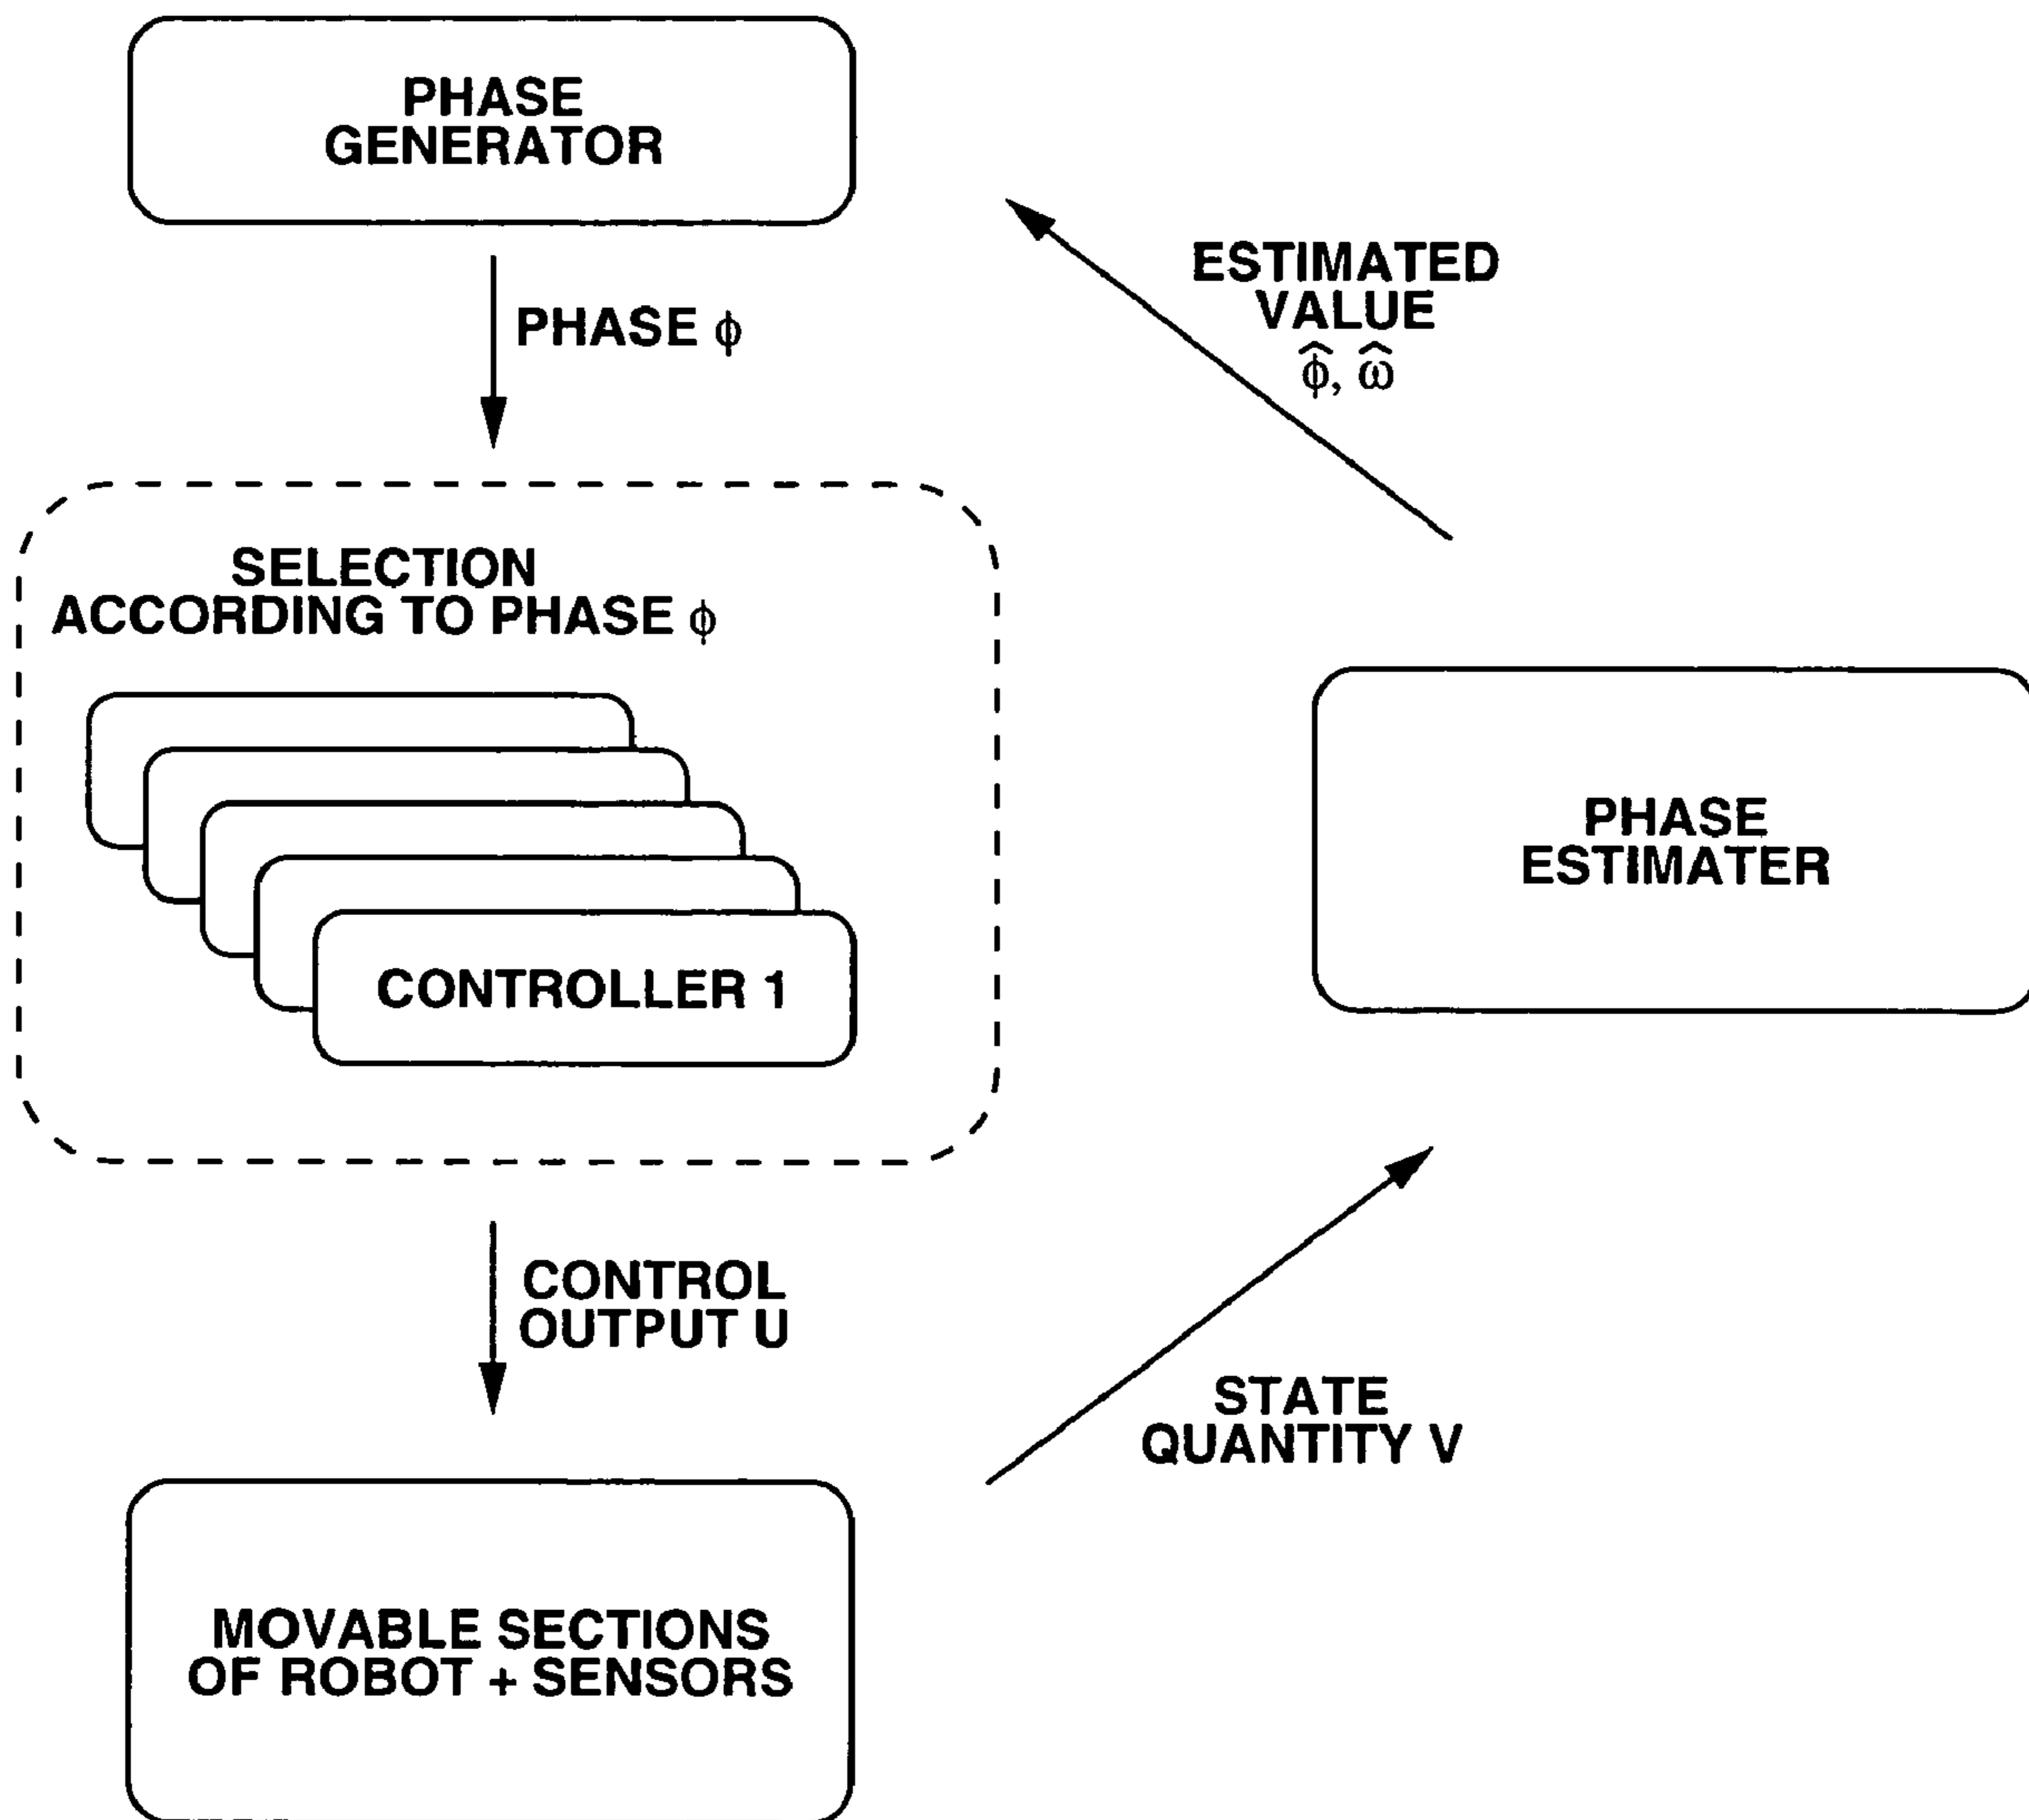 PHASE
GENERATOR
PHASE ϕ
ESTIMATED
VALUE
ϕ̂, ω̂
SELECTION
ACCORDING TO PHASE ϕ
CONTROLLER 1
PHASE
ESTIMATER
CONTROL
OUTPUT U
STATE
QUANTITY V
MOVABLE SECTIONS
OF ROBOT + SENSORS